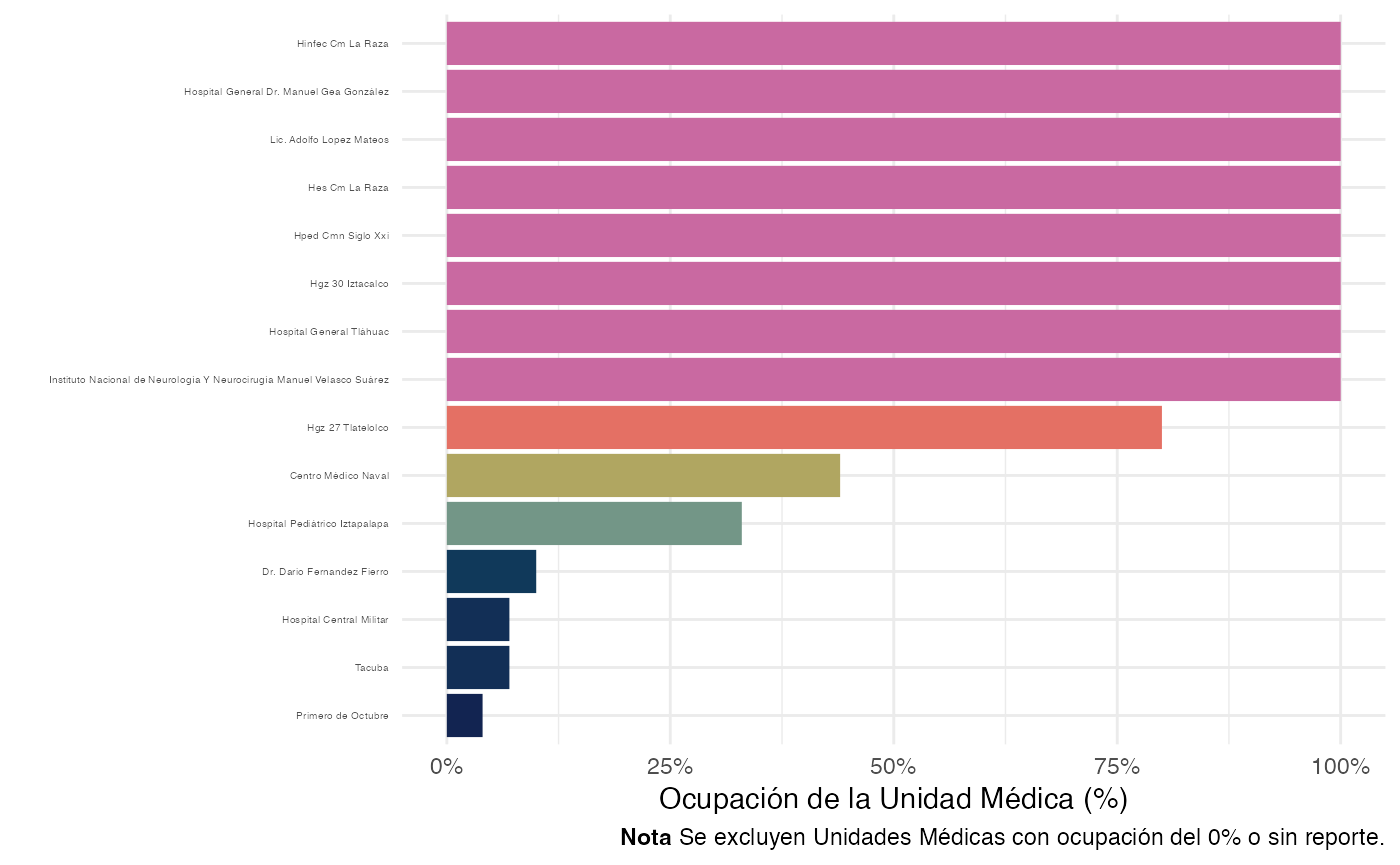 Hinfec Cm La Raza
Hospital General Dr. Manuel Gea González
Lic. Adolfo Lopez Mateos
Hes Cm La Raza
Hped Cmn Siglo Xxi
Hgz 30 Iztacalco
Hospital General Tláhuac
Instituto Nacional de Neurología Y Neurocirugía Manuel Velasco Suárez
Hgz 27 Tlatelolco
Centro Médico Naval
Hospital Pediátrico Iztapalapa
Dr. Dario Fernandez Fierro
Hospital Central Militar
Tacuba
Primero de Octubre
0% 25% 50% 75% 100%
Ocupación de la Unidad Médica (%)
Nota Se excluyen Unidades Médicas con ocupación del 0% o sin reporte.